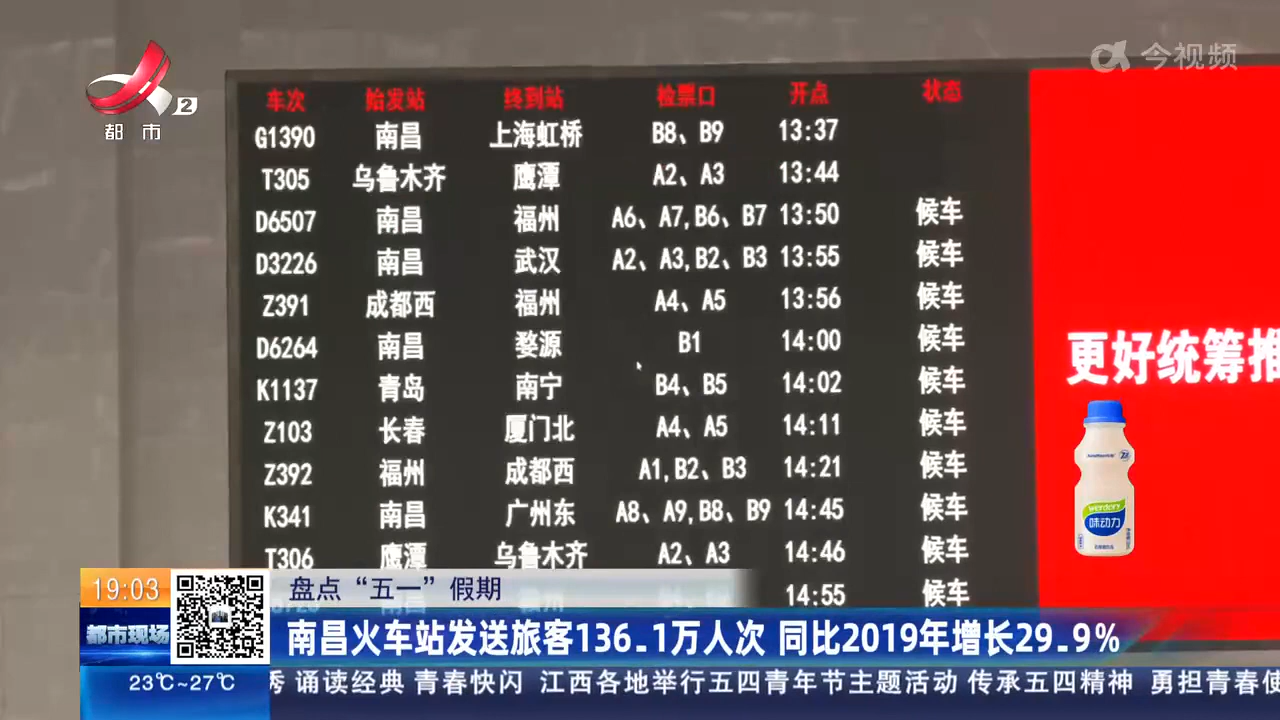 今视频
2
都 市
车次 始发站 终到站 检票口 开点 状态
G1390 南昌 上海虹桥 B8、B9 13:37
T305 乌鲁木齐 鹰潭 A2、A3 13:44
D6507 南昌 福州 A6、A7,B6、B7 13:50 候车
D3226 南昌 武汉 A2、A3,B2、B3 13:55 候车
Z391 成都西 福州 A4、A5 13:56 候车
D6264 南昌 婺源 B1 14:00 候车
K1137 青岛 南宁 B4、B5 14:02 候车
Z103 长春 厦门北 A4、A5 14:11 候车
Z392 福州 成都西 A1,B2、B3 14:21 候车
K341 南昌 广州东 A8、A9,B8、B9 14:45 候车
T306 鹰潭 乌鲁木齐 A2、A3 14:46 候车
14:55 候车
更好统筹推
味动力
19:03
盘点“五一”假期
都市现场
南昌火车站发送旅客136.1万人次 同比2019年增长29.9%
23℃~27℃
秀 诵读经典 青春快闪 江西各地举行五四青年节主题活动 传承五四精神 勇担青春使